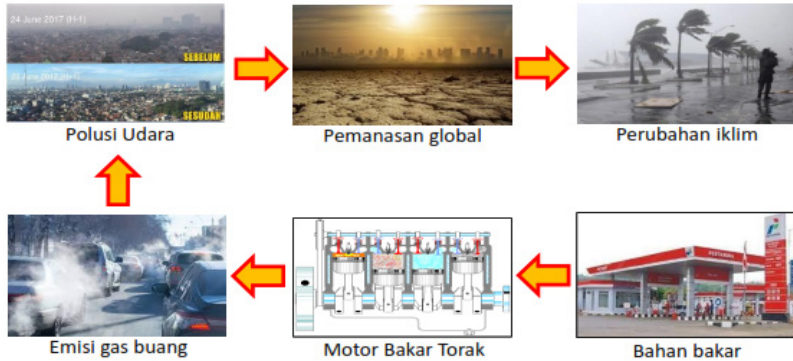 24 June 2017 (H-1)
SEBELUM
SESUDAH
Polusi Udara
Pemanasan global
Perubahan iklim
PERTAMINA
Emisi gas buang
Motor Bakar Torak
Bahan bakar